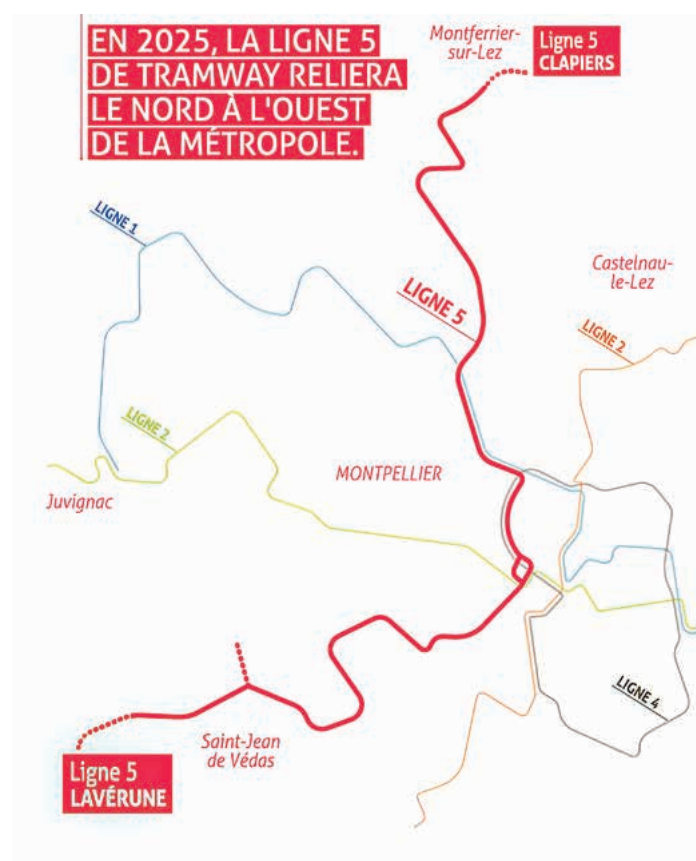 EN 2025, LA LIGNE 5
DE TRAMWAY RELIERA
LE NORD À L'OUEST
DE LA MÉTROPOLE.
Montferrier-
sur-Lez
Ligne 5
CLAPIERS
LIGNE 1
Castelnau-
le-Lez
LIGNE 5
LIGNE 2
LIGNE 2
MONTPELLIER
Juvignac
LIGNE 4
Saint-Jean
de Védas
Ligne 5
LAVÉRUNE